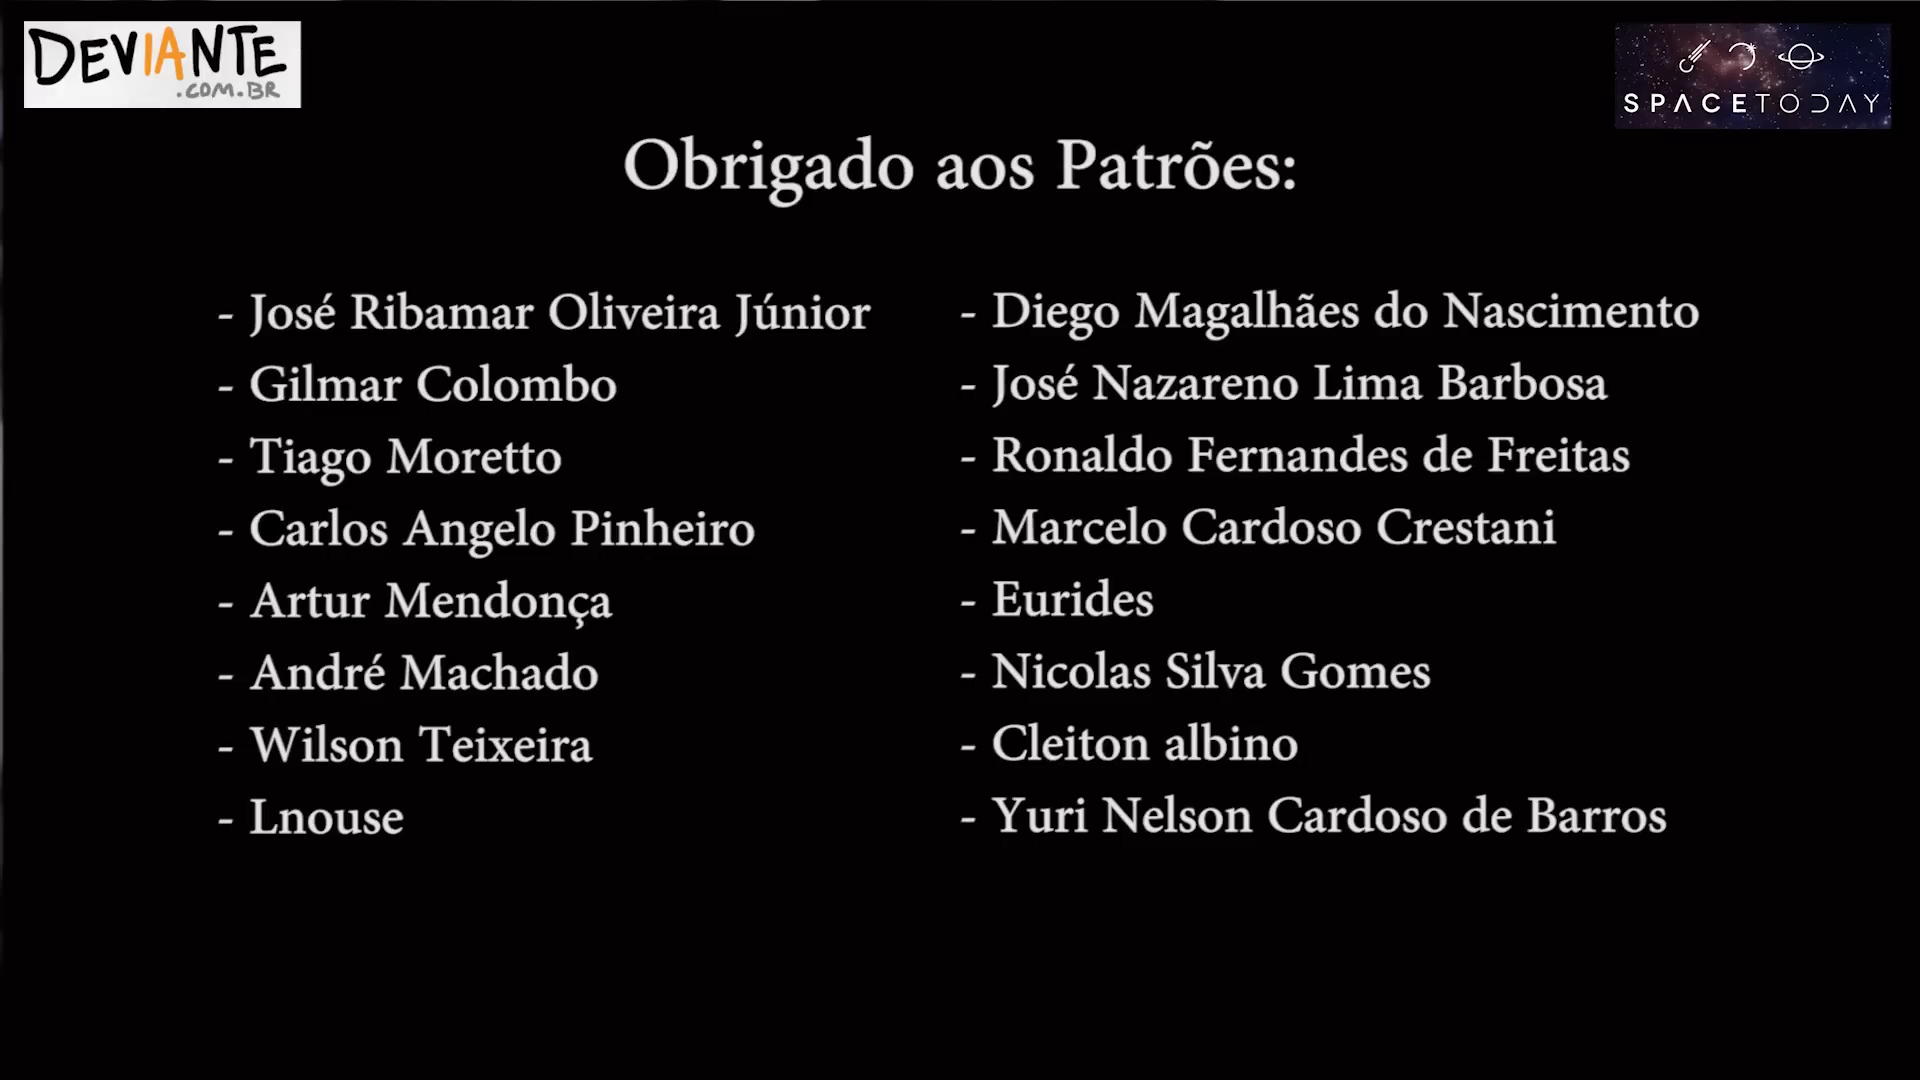 DEVIANTE
.COM.BR
SPACETODAY
Obrigado aos Patrões:
- José Ribamar Oliveira Júnior
- Gilmar Colombo
- Tiago Moretto
- Carlos Angelo Pinheiro
- Artur Mendonça
- André Machado
- Wilson Teixeira
- Lnouse
- Diego Magalhães do Nascimento
- José Nazareno Lima Barbosa
- Ronaldo Fernandes de Freitas
- Marcelo Cardoso Crestani
- Eurides
- Nicolas Silva Gomes
- Cleiton albino
- Yuri Nelson Cardoso de Barros